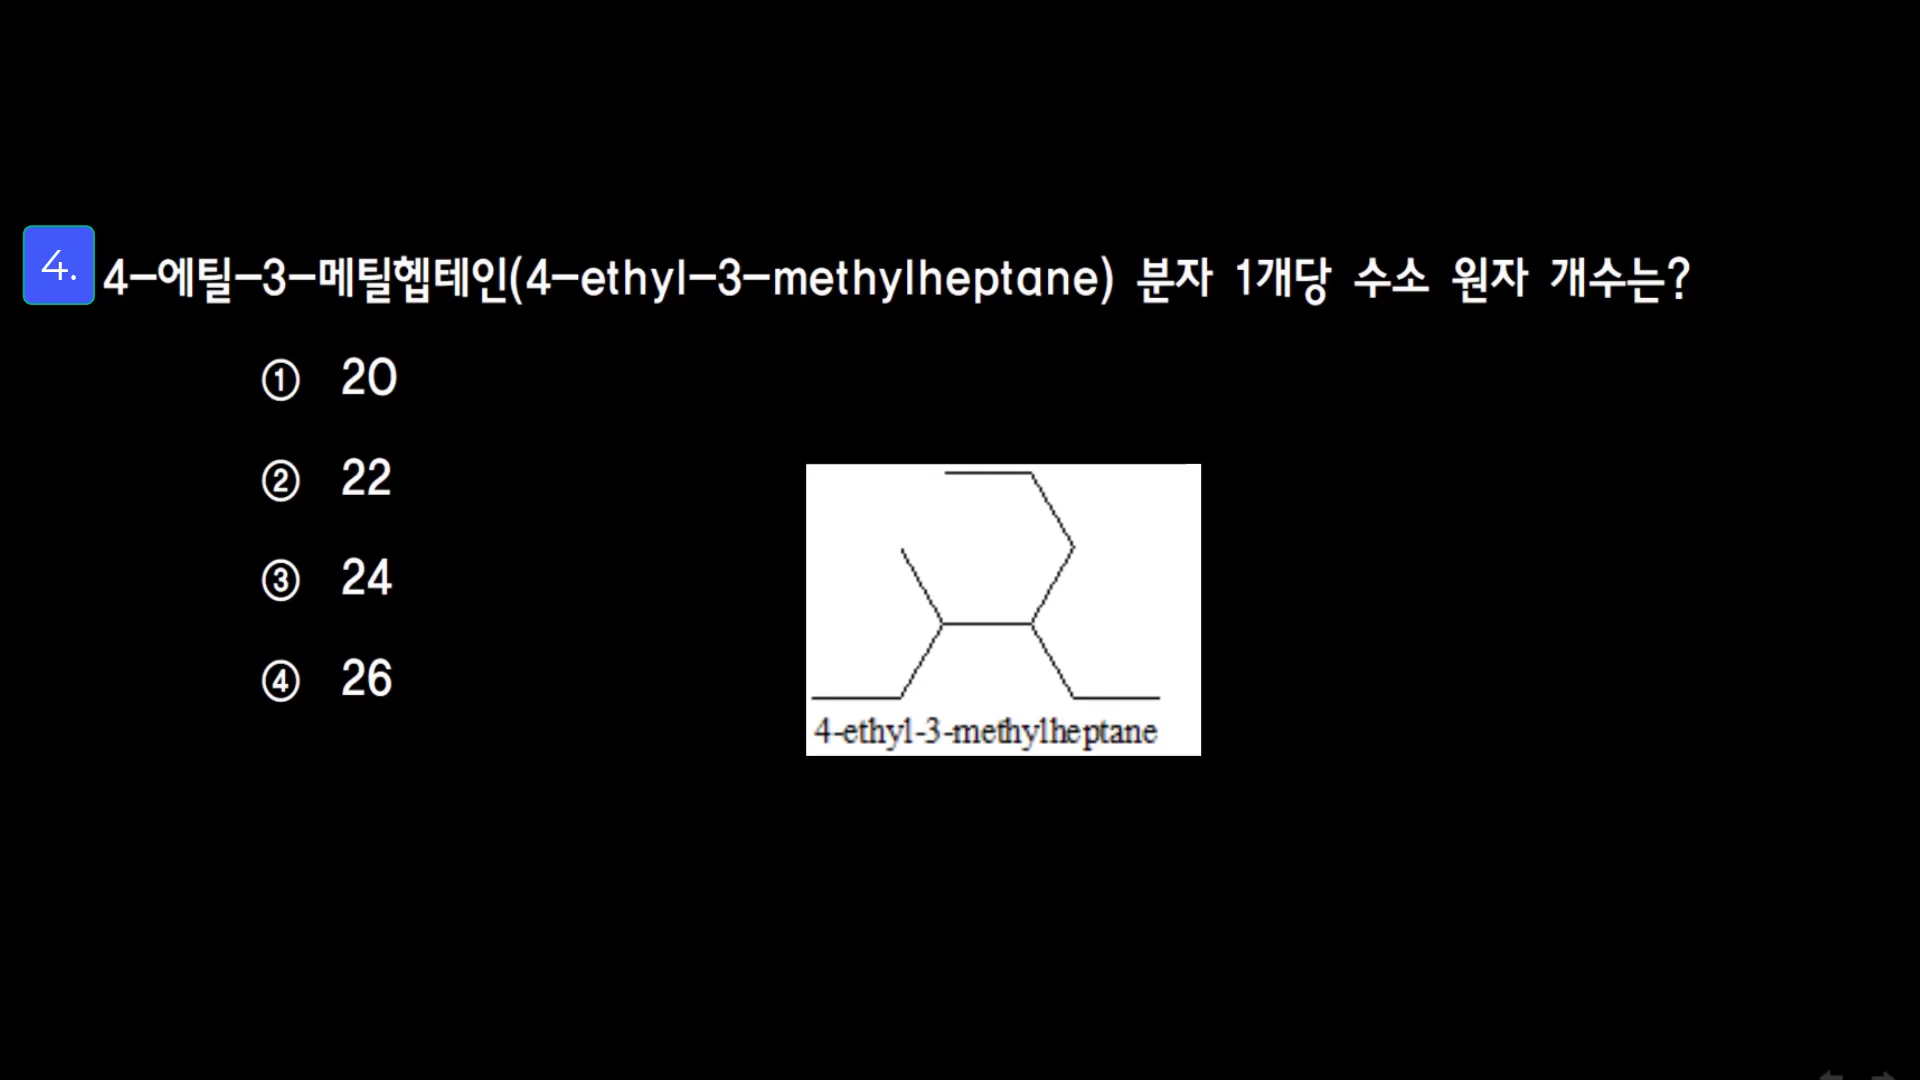 4. 4-에틸-3-메틸헵테인(4-ethyl-3-methylheptane) 분자 1개당 수소 원자 개수는?
① 20
② 22
③ 24
④ 26
4-ethyl-3-methylheptane